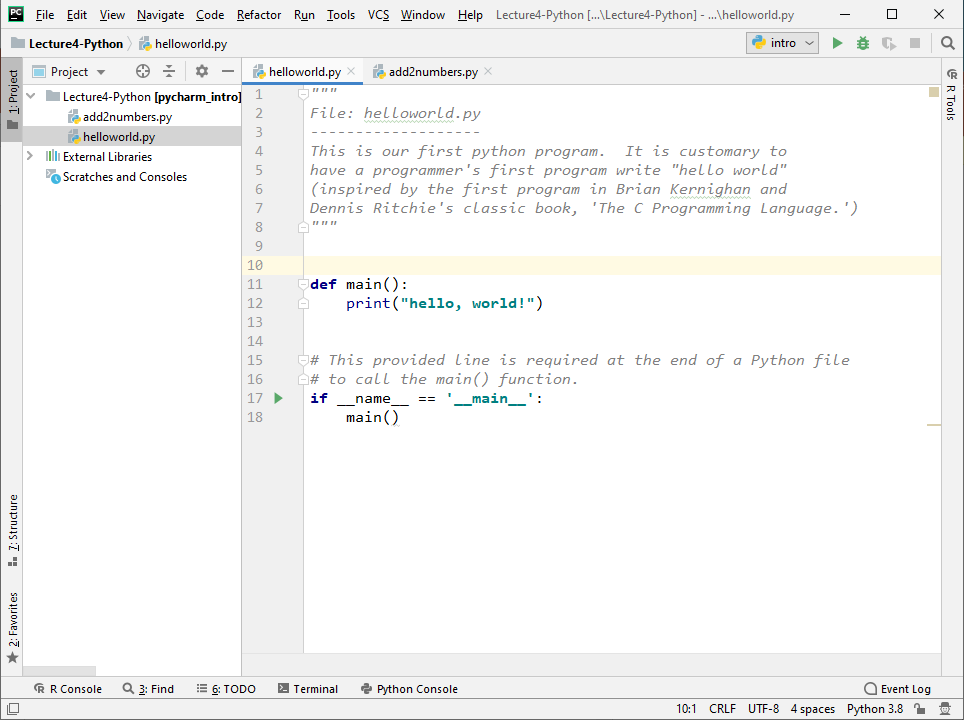 PC File Edit View Navigate Code Refactor Run Tools VCS Window Help Lecture4-Python [...\Lecture4-Python] - ...\helloworld.py
Lecture4-Python helloworld.py intro
1: Project
Project
Lecture4-Python [pycharm_intro]
add2numbers.py
helloworld.py
External Libraries
Scratches and Consoles
7: Structure
2: Favorites
helloworld.py add2numbers.py
1 """
2 File: helloworld.py
3 -------------------
4 This is our first python program.  It is customary to
5 have a programmer's first program write "hello world"
6 (inspired by the first program in Brian Kernighan and
7 Dennis Ritchie's classic book, 'The C Programming Language.')
8 """
9
10
11 def main():
12     print("hello, world!")
13
14
15 # This provided line is required at the end of a Python file
16 # to call the main() function.
17 if __name__ == '__main__':
18     main()
R Tools
R Console 3: Find 6: TODO Terminal Python Console Event Log
10:1 CRLF UTF-8 4 spaces Python 3.8